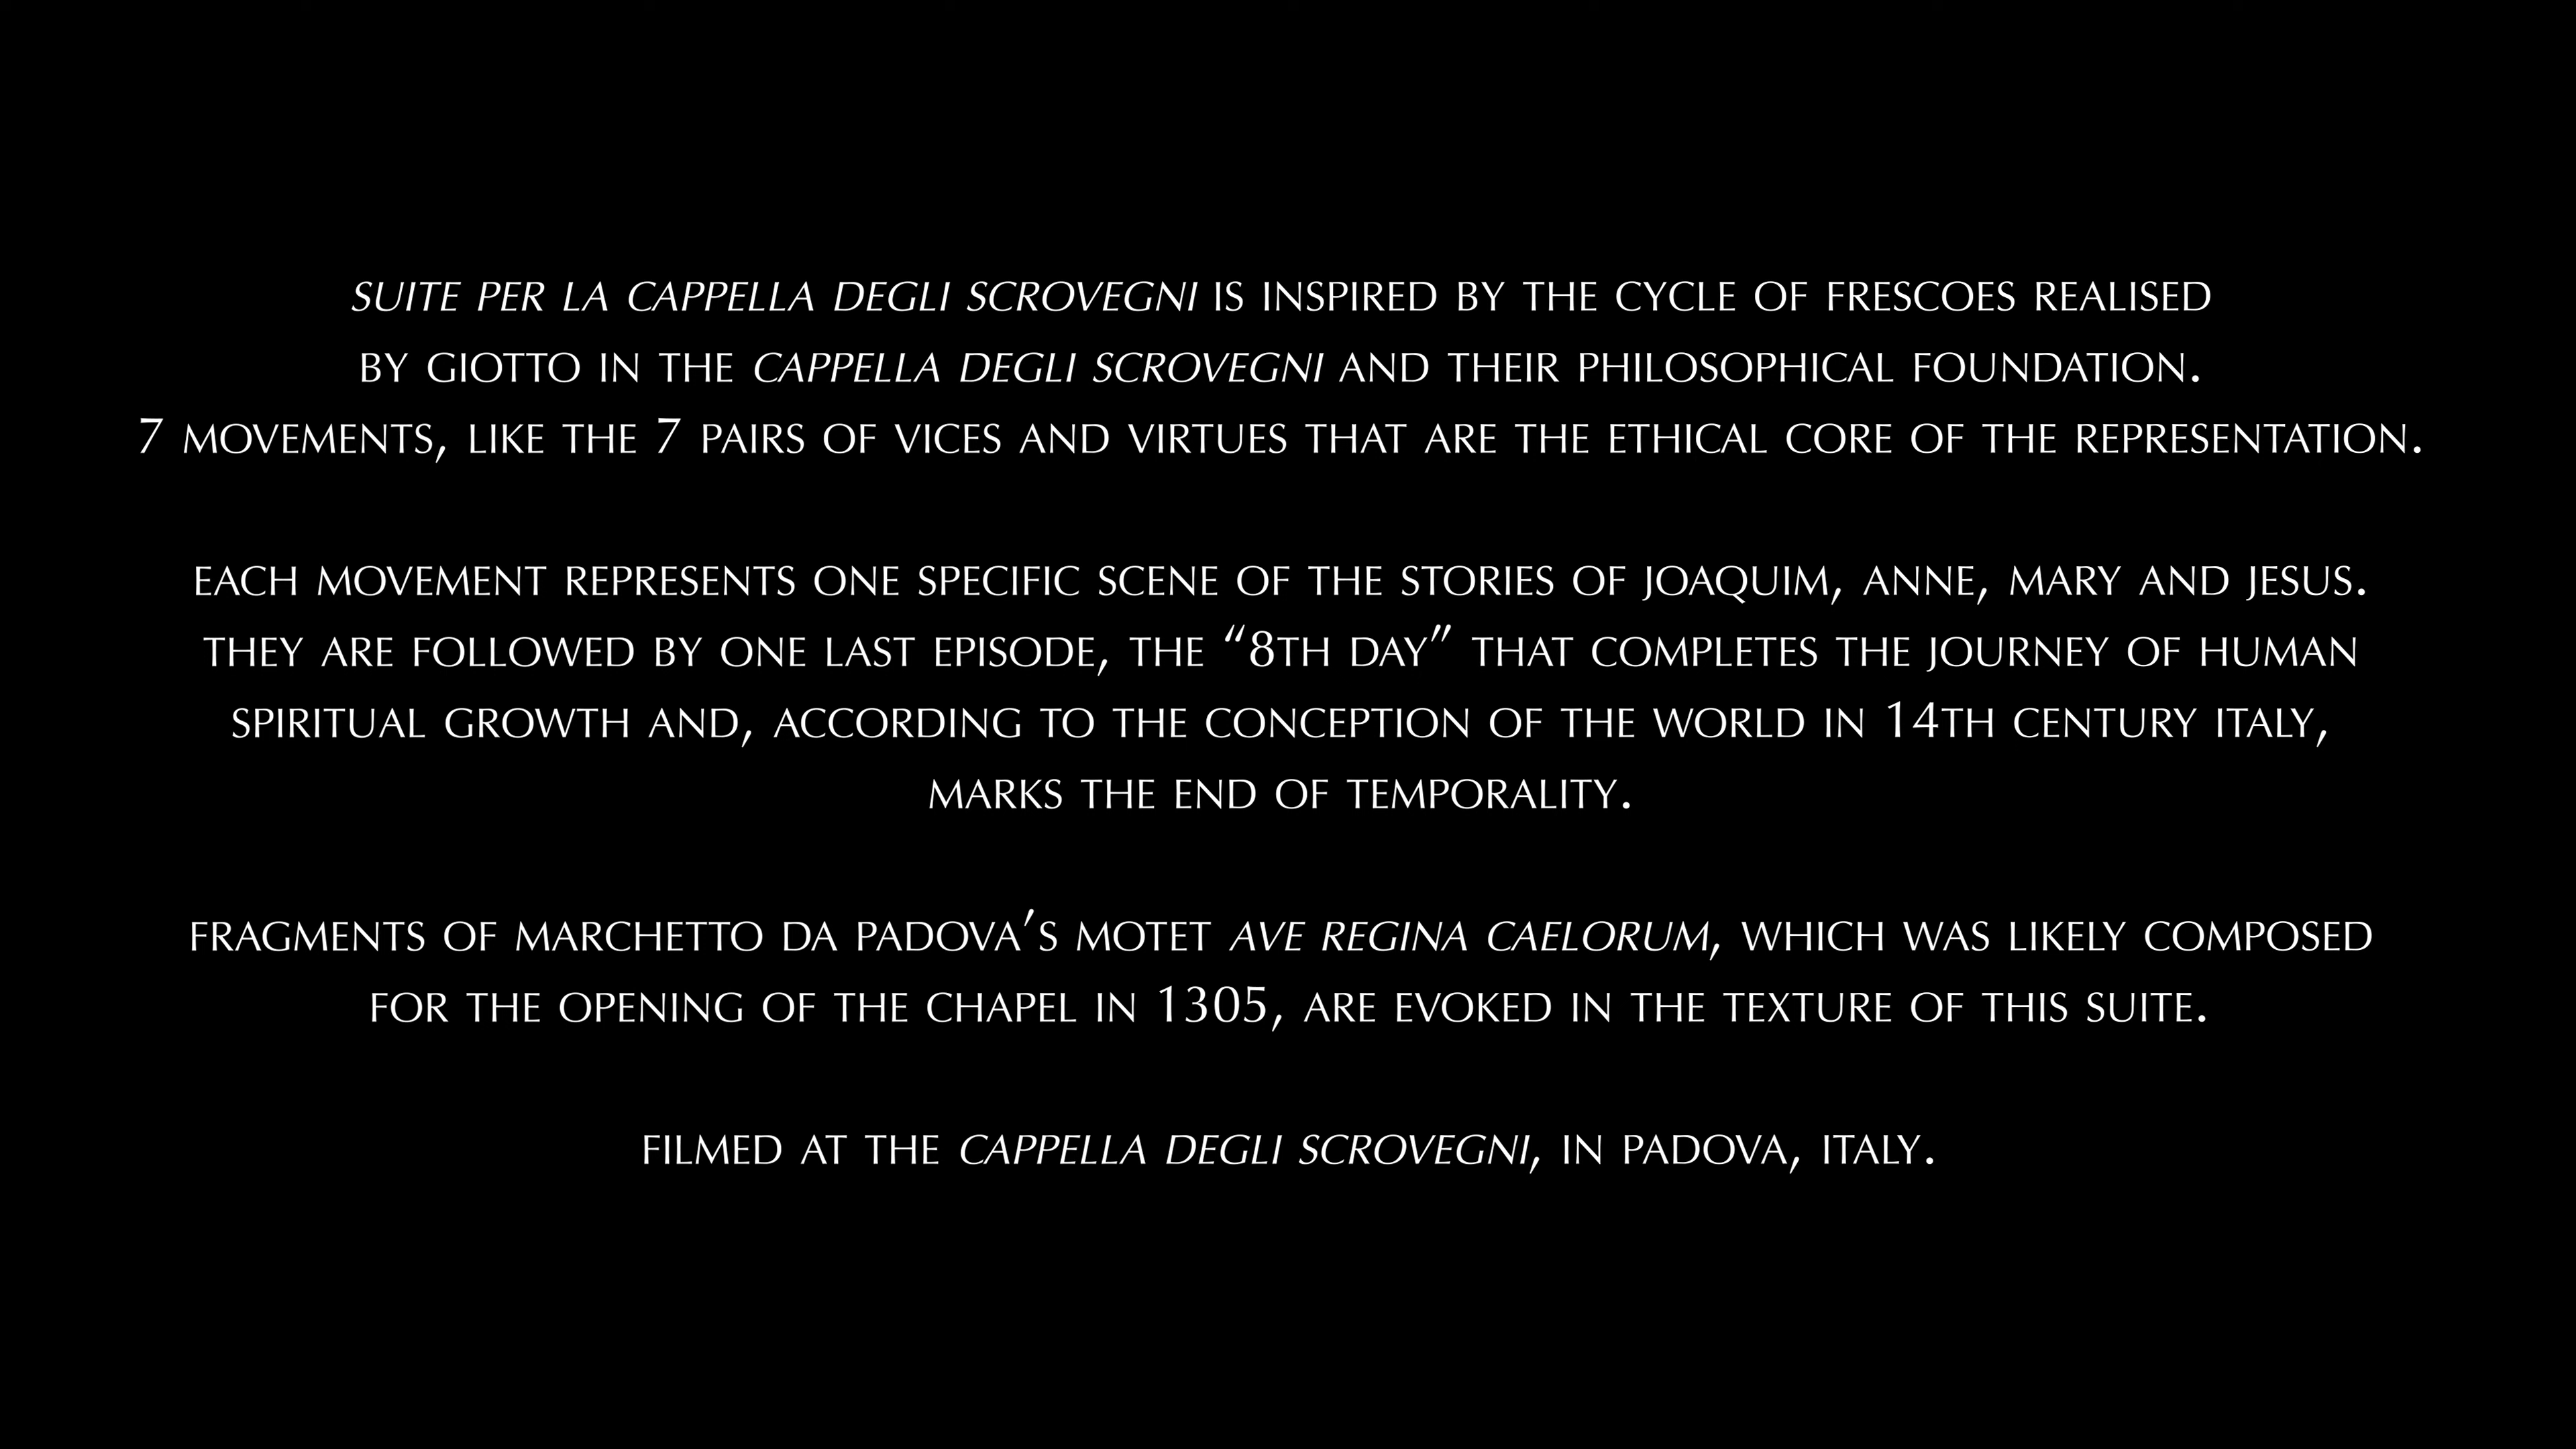 SUITE PER LA CAPPELLA DEGLI SCROVEGNI IS INSPIRED BY THE CYCLE OF FRESCOES REALISED
BY GIOTTO IN THE CAPPELLA DEGLI SCROVEGNI AND THEIR PHILOSOPHICAL FOUNDATION.
7 MOVEMENTS, LIKE THE 7 PAIRS OF VICES AND VIRTUES THAT ARE THE ETHICAL CORE OF THE REPRESENTATION.
EACH MOVEMENT REPRESENTS ONE SPECIFIC SCENE OF THE STORIES OF JOAQUIM, ANNE, MARY AND JESUS.
THEY ARE FOLLOWED BY ONE LAST EPISODE, THE “8TH DAY” THAT COMPLETES THE JOURNEY OF HUMAN
SPIRITUAL GROWTH AND, ACCORDING TO THE CONCEPTION OF THE WORLD IN 14TH CENTURY ITALY,
MARKS THE END OF TEMPORALITY.
FRAGMENTS OF MARCHETTO DA PADOVA’S MOTET AVE REGINA CAELORUM, WHICH WAS LIKELY COMPOSED
FOR THE OPENING OF THE CHAPEL IN 1305, ARE EVOKED IN THE TEXTURE OF THIS SUITE.
FILMED AT THE CAPPELLA DEGLI SCROVEGNI, IN PADOVA, ITALY.